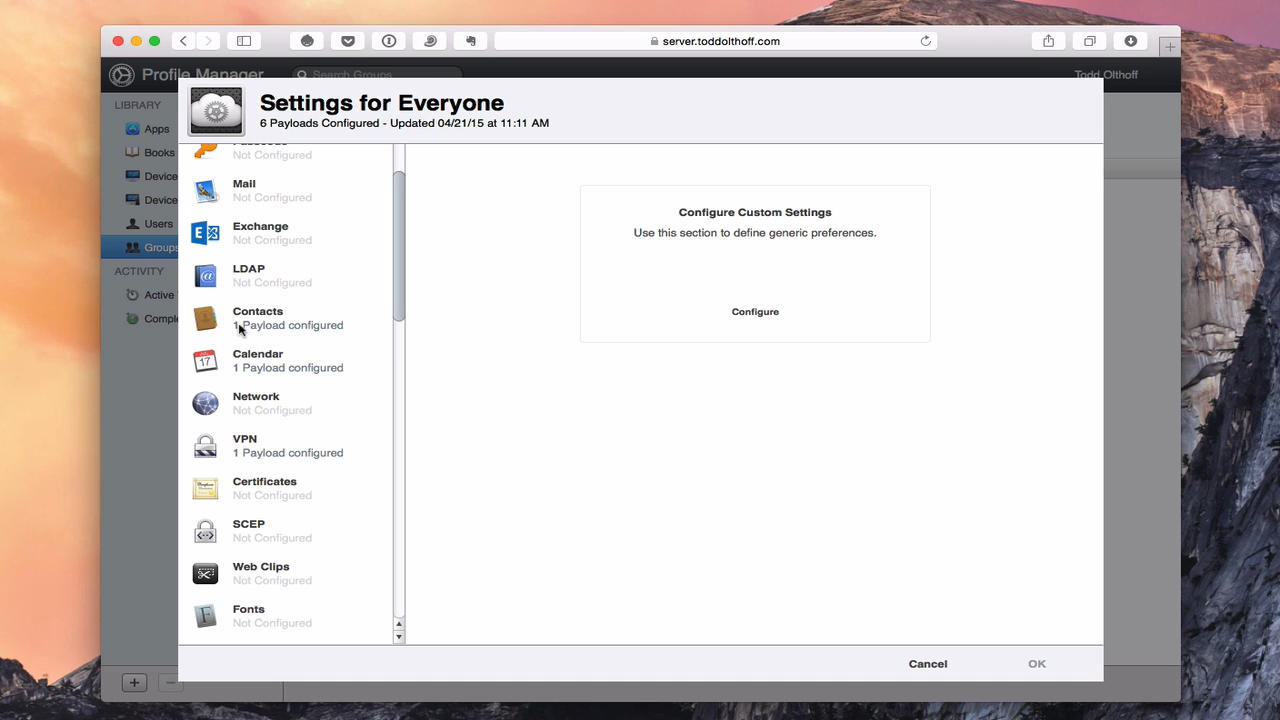 server.toddolthoff.com
Profile Manager
Search Groups
Todd Olthoff
LIBRARY
Apps
Books
Device
Device
Users
Groups
ACTIVITY
Active
Comple
Settings for Everyone
6 Payloads Configured - Updated 04/21/15 at 11:11 AM
Not Configured
Mail
Not Configured
Exchange
Not Configured
LDAP
Not Configured
Contacts
1 Payload configured
Calendar
1 Payload configured
Network
Not Configured
VPN
1 Payload configured
Certificates
Not Configured
SCEP
Not Configured
Web Clips
Not Configured
Fonts
Not Configured
Configure Custom Settings
Use this section to define generic preferences.
Configure
Cancel
OK